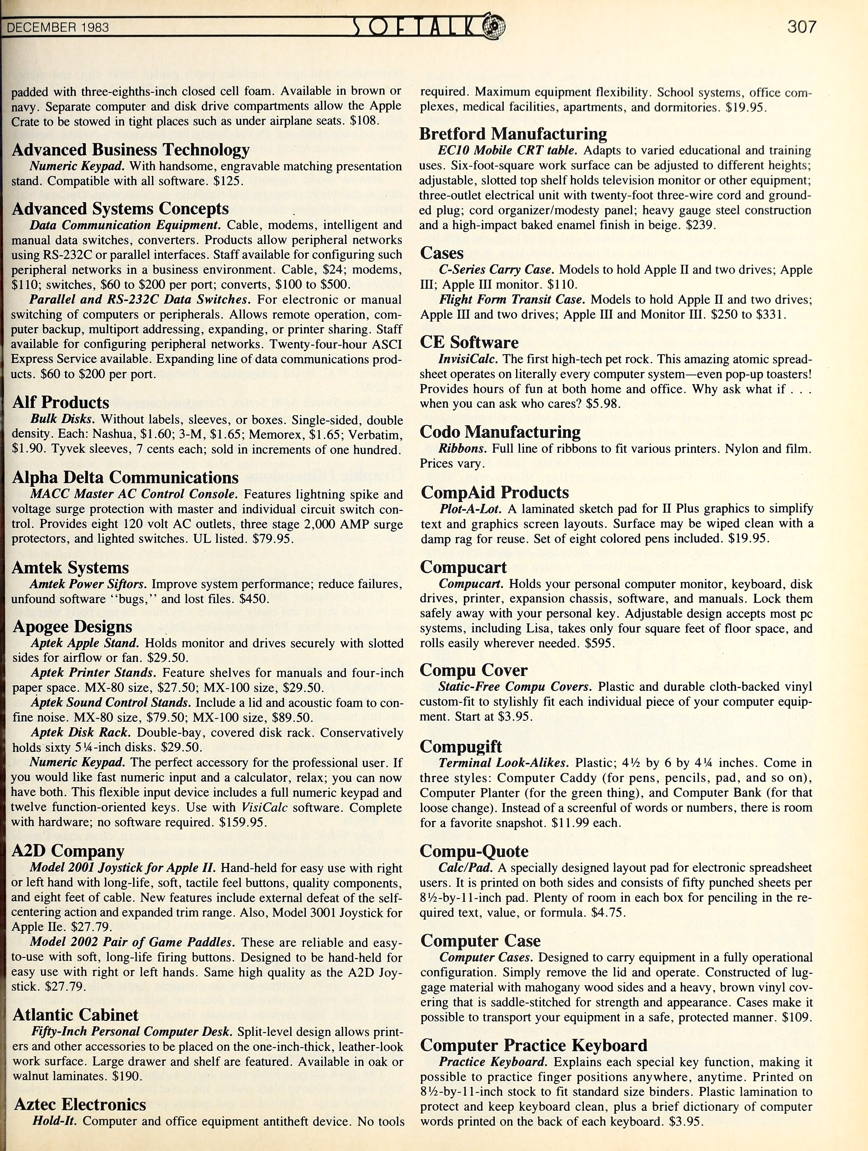 DECEMBER 1983
SOFTALK
307
padded with three-eighths-inch closed cell foam. Available in brown or
navy. Separate computer and disk drive compartments allow the Apple
Crate to be stowed in tight places such as under airplane seats. $108.
Advanced Business Technology
Numeric Keypad. With handsome, engravable matching presentation
stand. Compatible with all software. $125.
Advanced Systems Concepts
Data Communication Equipment. Cable, modems, intelligent and
manual data switches, converters. Products allow peripheral networks
using RS-232C or parallel interfaces. Staff available for configuring such
peripheral networks in a business environment. Cable, $24; modems,
$110; switches, $60 to $200 per port; converts, $100 to $500.
Parallel and RS-232C Data Switches. For electronic or manual
switching of computers or peripherals. Allows remote operation, com-
puter backup, multiport addressing, expanding, or printer sharing. Staff
available for configuring peripheral networks. Twenty-four-hour ASCI
Express Service available. Expanding line of data communications prod-
ucts. $60 to $200 per port.
Alf Products
Bulk Disks. Without labels, sleeves, or boxes. Single-sided, double
density. Each: Nashua, $1.60; 3-M, $1.65; Memorex, $1.65; Verbatim,
$1.90. Tyvek sleeves, 7 cents each; sold in increments of one hundred.
Alpha Delta Communications
MACC Master AC Control Console. Features lightning spike and
voltage surge protection with master and individual circuit switch con-
trol. Provides eight 120 volt AC outlets, three stage 2,000 AMP surge
protectors, and lighted switches. UL listed. $79.95.
Amtek Systems
Amtek Power Siftors. Improve system performance; reduce failures,
unfound software "bugs," and lost files. $450.
Apogee Designs
Aptek Apple Stand. Holds monitor and drives securely with slotted
sides for airflow or fan. $29.50.
Aptek Printer Stands. Feature shelves for manuals and four-inch
paper space. MX-80 size, $27.50; MX-100 size, $29.50.
Aptek Sound Control Stands. Include a lid and acoustic foam to con-
fine noise. MX-80 size, $79.50; MX-100 size, $89.50.
Aptek Disk Rack. Double-bay, covered disk rack. Conservatively
holds sixty 5¼-inch disks. $29.50.
Numeric Keypad. The perfect accessory for the professional user. If
you would like fast numeric input and a calculator, relax; you can now
have both. This flexible input device includes a full numeric keypad and
twelve function-oriented keys. Use with VisiCalc software. Complete
with hardware; no software required. $159.95.
A2D Company
Model 2001 Joystick for Apple II. Hand-held for easy use with right
or left hand with long-life, soft, tactile feel buttons, quality components,
and eight feet of cable. New features include external defeat of the self-
centering action and expanded trim range. Also, Model 3001 Joystick for
Apple IIe. $27.79.
Model 2002 Pair of Game Paddles. These are reliable and easy-
to-use with soft, long-life firing buttons. Designed to be hand-held for
easy use with right or left hands. Same high quality as the A2D Joy-
stick. $27.79.
Atlantic Cabinet
Fifty-Inch Personal Computer Desk. Split-level design allows print-
ers and other accessories to be placed on the one-inch-thick, leather-look
work surface. Large drawer and shelf are featured. Available in oak or
walnut laminates. $190.
Aztec Electronics
Hold-It. Computer and office equipment antitheft device. No tools
required. Maximum equipment flexibility. School systems, office com-
plexes, medical facilities, apartments, and dormitories. $19.95.
Bretford Manufacturing
EC10 Mobile CRT table. Adapts to varied educational and training
uses. Six-foot-square work surface can be adjusted to different heights;
adjustable, slotted top shelf holds television monitor or other equipment;
three-outlet electrical unit with twenty-foot three-wire cord and ground-
ed plug; cord organizer/modesty panel; heavy gauge steel construction
and a high-impact baked enamel finish in beige. $239.
Cases
C-Series Carry Case. Models to hold Apple II and two drives; Apple
III; Apple III monitor. $110.
Flight Form Transit Case. Models to hold Apple II and two drives;
Apple III and two drives; Apple III and Monitor III. $250 to $331.
CE Software
InvisiCalc. The first high-tech pet rock. This amazing atomic spread-
sheet operates on literally every computer system—even pop-up toasters!
Provides hours of fun at both home and office. Why ask what if . . .
when you can ask who cares? $5.98.
Codo Manufacturing
Ribbons. Full line of ribbons to fit various printers. Nylon and film.
Prices vary.
CompAid Products
Plot-A-Lot. A laminated sketch pad for II Plus graphics to simplify
text and graphics screen layouts. Surface may be wiped clean with a
damp rag for reuse. Set of eight colored pens included. $19.95.
Compucart
Compucart. Holds your personal computer monitor, keyboard, disk
drives, printer, expansion chassis, software, and manuals. Lock them
safely away with your personal key. Adjustable design accepts most pc
systems, including Lisa, takes only four square feet of floor space, and
rolls easily wherever needed. $595.
Compu Cover
Static-Free Compu Covers. Plastic and durable cloth-backed vinyl
custom-fit to stylishly fit each individual piece of your computer equip-
ment. Start at $3.95.
Compugift
Terminal Look-Alikes. Plastic; 4½ by 6 by 4¼ inches. Come in
three styles: Computer Caddy (for pens, pencils, pad, and so on),
Computer Planter (for the green thing), and Computer Bank (for that
loose change). Instead of a screenful of words or numbers, there is room
for a favorite snapshot. $11.99 each.
Compu-Quote
Calc/Pad. A specially designed layout pad for electronic spreadsheet
users. It is printed on both sides and consists of fifty punched sheets per
8½-by-11-inch pad. Plenty of room in each box for penciling in the re-
quired text, value, or formula. $4.75.
Computer Case
Computer Cases. Designed to carry equipment in a fully operational
configuration. Simply remove the lid and operate. Constructed of lug-
gage material with mahogany wood sides and a heavy, brown vinyl cov-
ering that is saddle-stitched for strength and appearance. Cases make it
possible to transport your equipment in a safe, protected manner. $109.
Computer Practice Keyboard
Practice Keyboard. Explains each special key function, making it
possible to practice finger positions anywhere, anytime. Printed on
8½-by-11-inch stock to fit standard size binders. Plastic lamination to
protect and keep keyboard clean, plus a brief dictionary of computer
words printed on the back of each keyboard. $3.95.